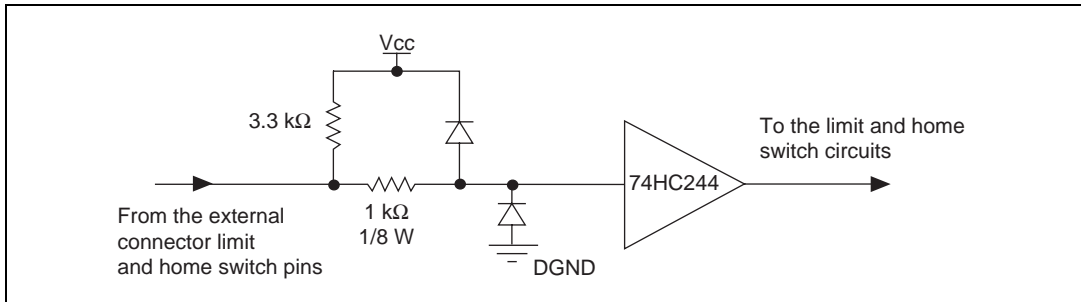 Vcc
3.3 kΩ
To the limit and home
switch circuits
74HC244
From the external
connector limit
and home switch pins
1 kΩ
1/8 W
DGND